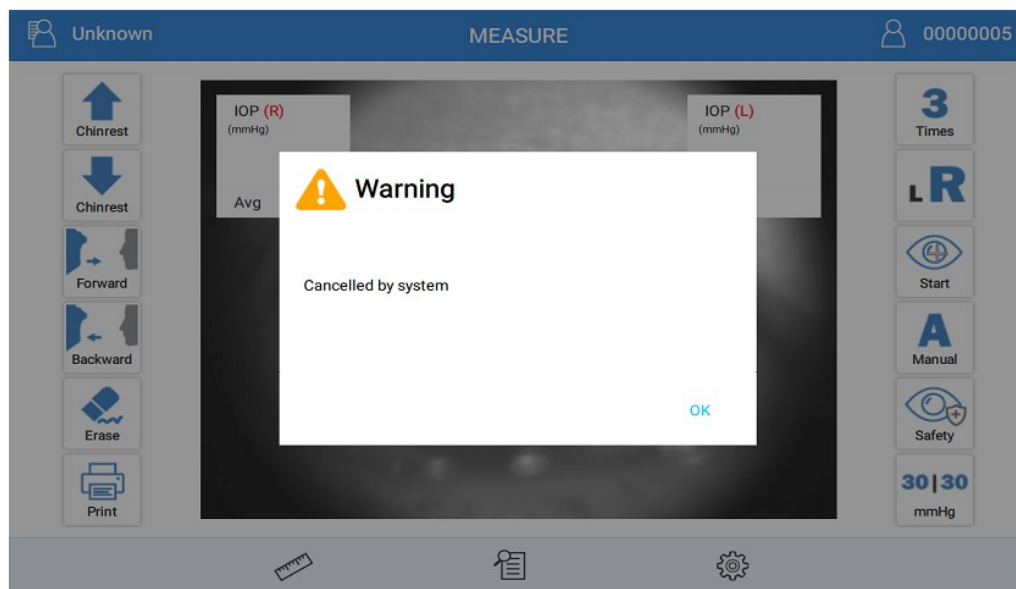 Unknown
MEASURE
00000005
Chinrest
Chinrest
Forward
Backward
Erase
Print
IOP (R)
(mmHg)
Avg
IOP (L)
(mmHg)
Warning
Cancelled by system
OK
3
Times
L R
Start
A
Manual
Safety
30|30
mmHg